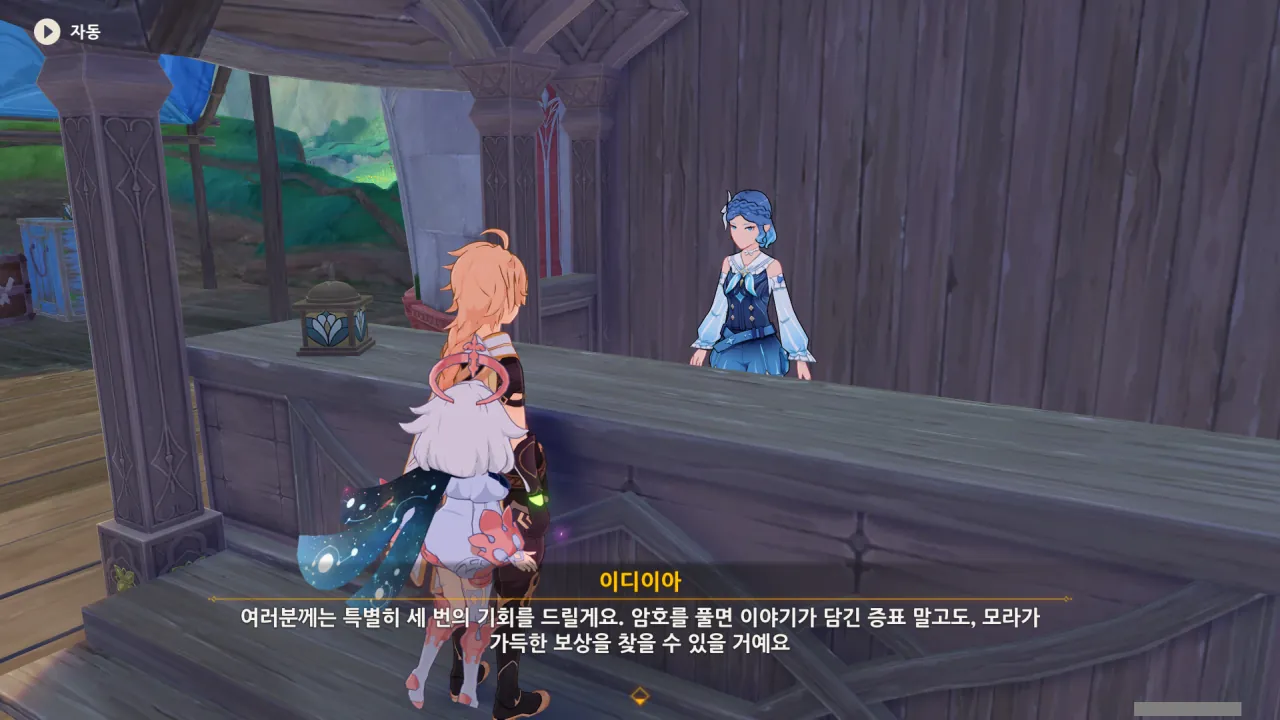 자동
이디이아
여러분께는 특별히 세 번의 기회를 드릴게요. 암호를 풀면 이야기가 담긴 증표 말고도, 모라가
가득한 보상을 찾을 수 있을 거예요